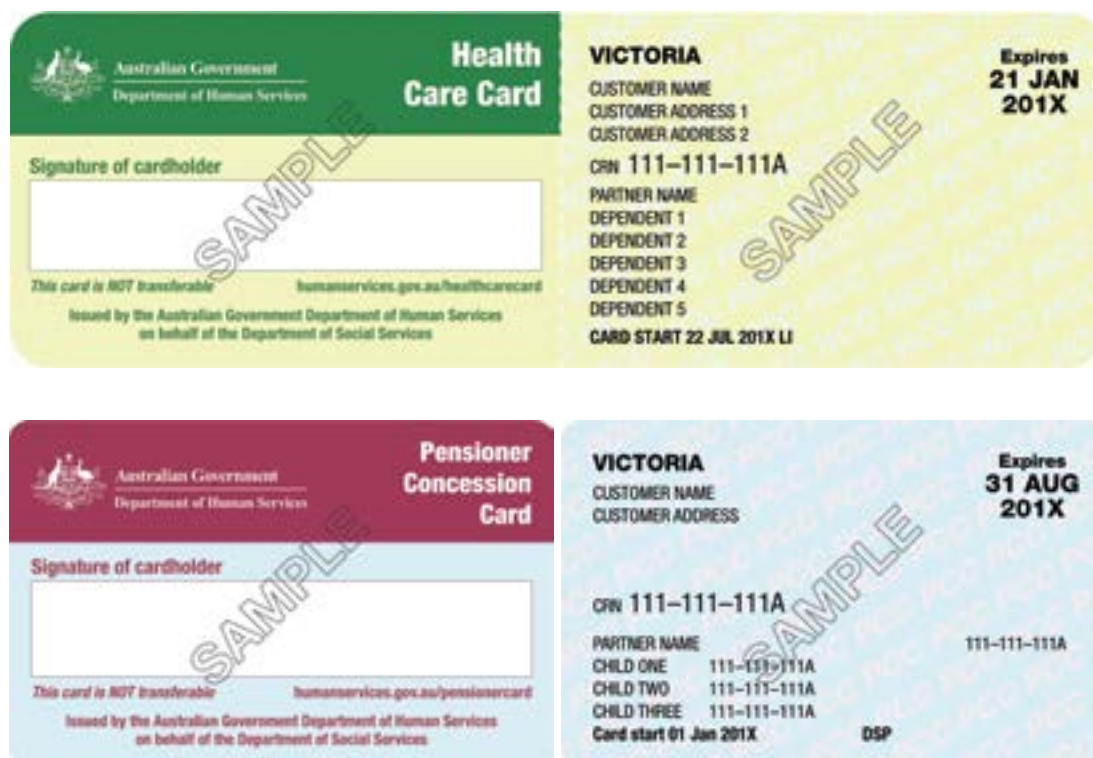 Australian Government
Department of Human Services
Health
Care Card
Signature of cardholder
SAMPLE
This card is NOT transferable
humanservices.gov.au/healthcarecard
Issued by the Australian Government Department of Human Services
on behalf of the Department of Social Services
VICTORIA
Expires
21 JAN
201X
CUSTOMER NAME
CUSTOMER ADDRESS 1
CUSTOMER ADDRESS 2
CRN 111-111-111A
PARTNER NAME
DEPENDENT 1
DEPENDENT 2
DEPENDENT 3
DEPENDENT 4
DEPENDENT 5
CARD START 22 JUL 201X LI
SAMPLE
Australian Government
Department of Human Services
Pensioner
Concession
Card
Signature of cardholder
SAMPLE
This card is NOT transferable
humanservices.gov.au/pensionercard
Issued by the Australian Government Department of Human Services
on behalf of the Department of Social Services
VICTORIA
Expires
31 AUG
201X
CUSTOMER NAME
CUSTOMER ADDRESS
CRN 111-111-111A
PARTNER NAME 111-111-111A
CHILD ONE 111-111-111A
CHILD TWO 111-111-111A
CHILD THREE 111-111-111A
Card start 01 Jan 201X DSP
SAMPLE